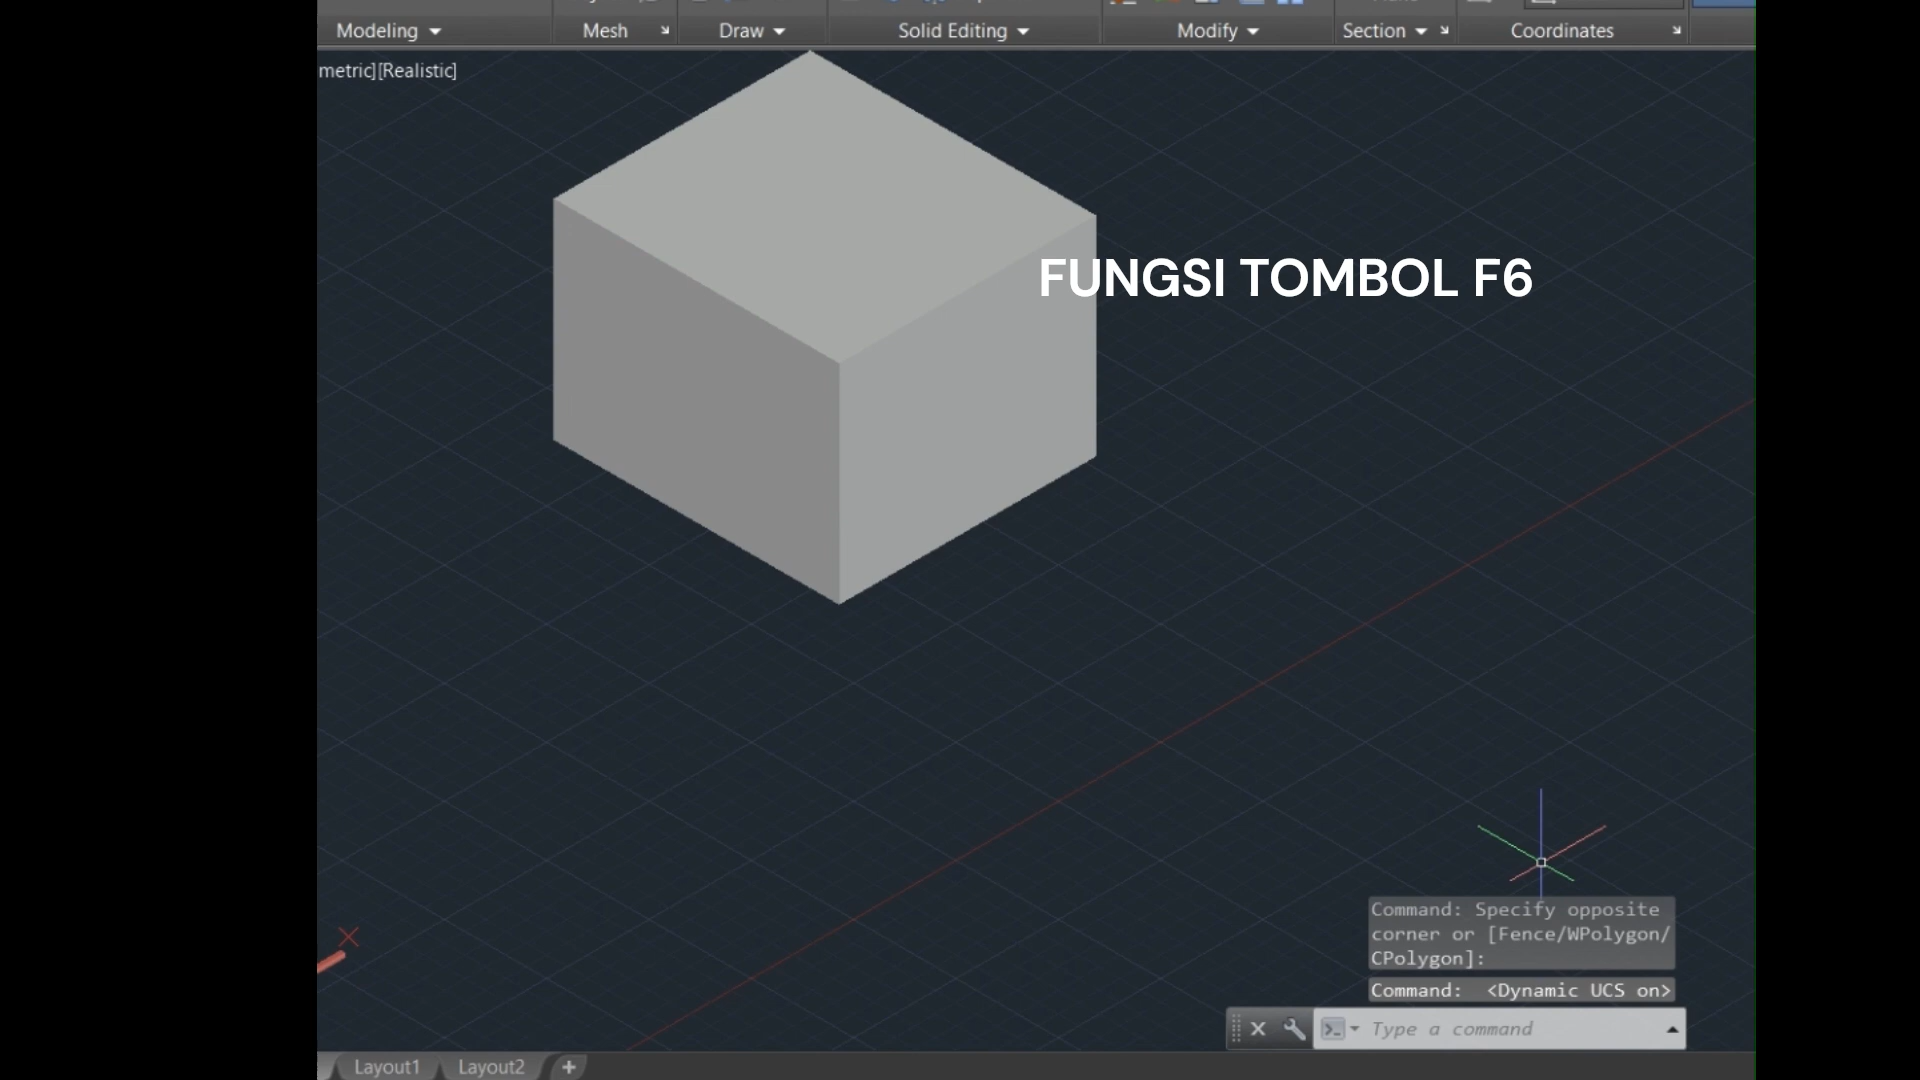 Modeling
Mesh
Draw
Solid Editing
Modify
Section
Coordinates
metric][Realistic]
FUNGSI TOMBOL F6
Command: Specify opposite
corner or [Fence/WPolygon/
CPolygon]:
Command: <Dynamic UCS on>
Type a command
Layout1
Layout2